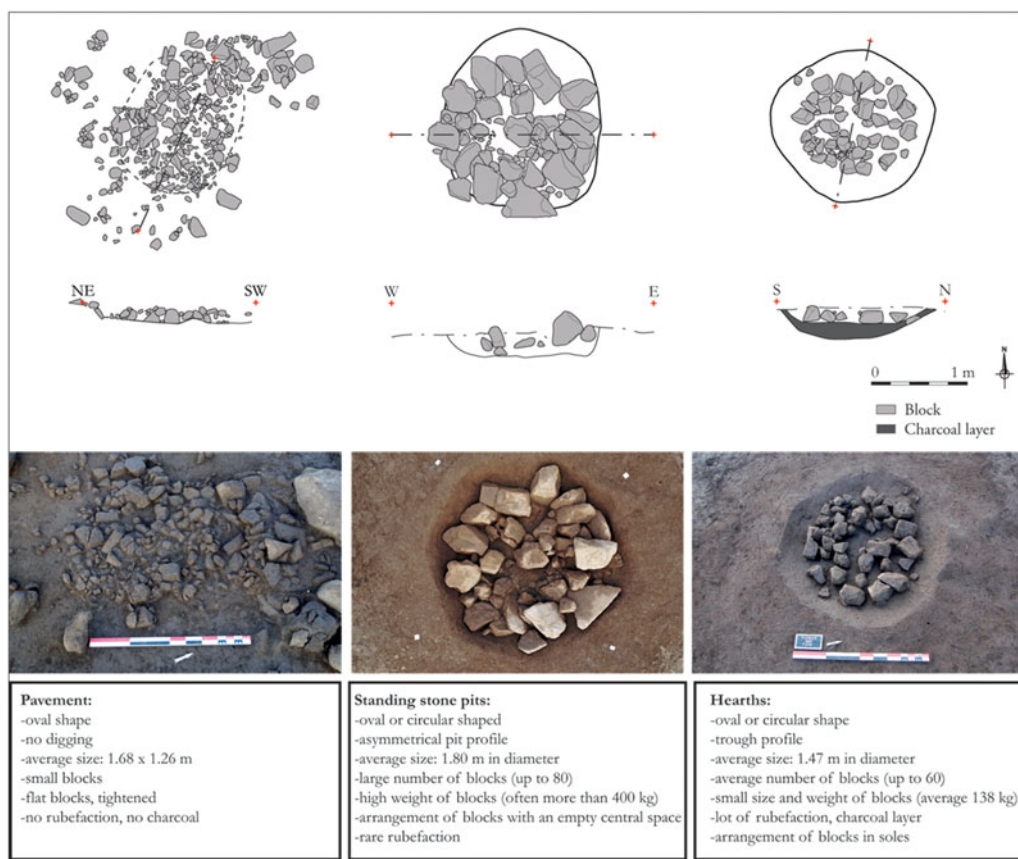 NE
SW
W
E
S
N
N
0 1 m
Block
Charcoal layer
Pavement:
-oval shape
-no digging
-average size: 1.68 x 1.26 m
-small blocks
-flat blocks, tightened
-no rubefaction, no charcoal
Standing stone pits:
-oval or circular shaped
-asymmetrical pit profile
-average size: 1.80 m in diameter
-large number of blocks (up to 80)
-high weight of blocks (often more than 400 kg)
-arrangement of blocks with an empty central space
-rare rubefaction
Hearths:
-oval or circular shape
-trough profile
-average size: 1.47 m in diameter
-average number of blocks (up to 60)
-small size and weight of blocks (average 138 kg)
-lot of rubefaction, charcoal layer
-arrangement of blocks in soles